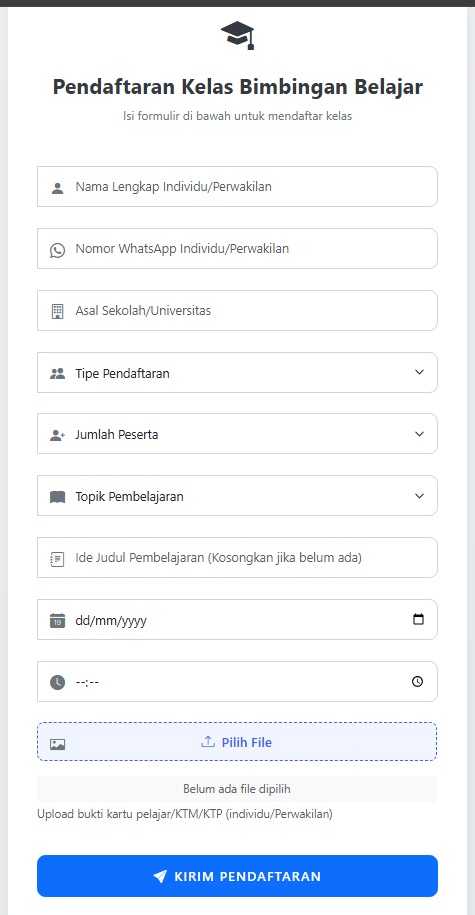 Pendaftaran Kelas Bimbingan Belajar
Isi formulir di bawah untuk mendaftar kelas
Nama Lengkap Individu/Perwakilan
Nomor WhatsApp Individu/Perwakilan
Asal Sekolah/Universitas
Tipe Pendaftaran
Jumlah Peserta
Topik Pembelajaran
Ide Judul Pembelajaran (Kosongkan jika belum ada)
19
dd/mm/yyyy
--:--
Pilih File
Belum ada file dipilih
Upload bukti kartu pelajar/KTM/KTP (individu/Perwakilan)
KIRIM PENDAFTARAN